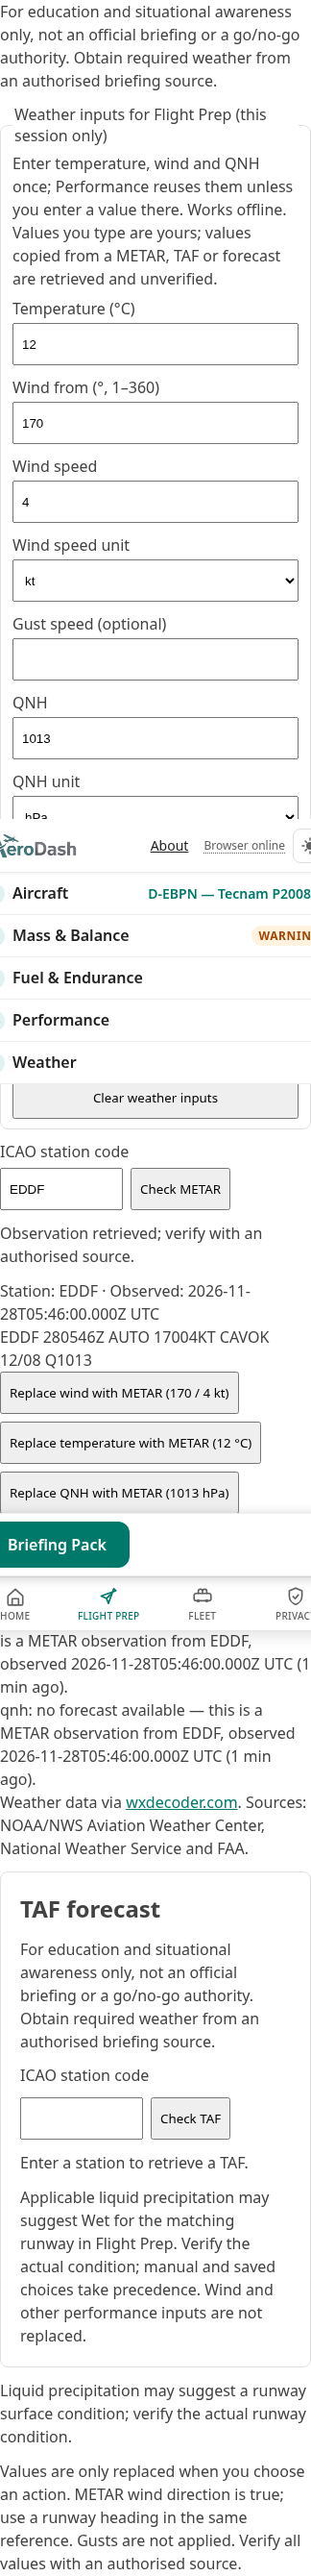 For education and situational awareness
only, not an official briefing or a go/no-go
authority. Obtain required weather from
an authorised briefing source.
Weather inputs for Flight Prep (this
session only)
Enter temperature, wind and QNH
once; Performance reuses them unless
you enter a value there. Works offline.
Values you type are yours; values
copied from a METAR, TAF or forecast
are retrieved and unverified.
Temperature (°C)
12
Wind from (°, 1–360)
170
Wind speed
4
Wind speed unit
kt
Gust speed (optional)
QNH
1013
QNH unit
hPa
AeroDash
About
Browser online
Aircraft
D-EBPN — Tecnam P2008
Mass & Balance
WARNIN
Fuel & Endurance
Performance
Weather
Clear weather inputs
ICAO station code
EDDF
Check METAR
Observation retrieved; verify with an
authorised source.
Station: EDDF · Observed: 2026-11-
28T05:46:00.000Z UTC
EDDF 280546Z AUTO 17004KT CAVOK
12/08 Q1013
Replace wind with METAR (170 / 4 kt)
Replace temperature with METAR (12 °C)
Replace QNH with METAR (1013 hPa)
Briefing Pack
HOME
FLIGHT PREP
FLEET
PRIVAC
is a METAR observation from EDDF,
observed 2026-11-28T05:46:00.000Z UTC (1
min ago).
qnh: no forecast available — this is a
METAR observation from EDDF, observed
2026-11-28T05:46:00.000Z UTC (1 min
ago).
Weather data via wxdecoder.com. Sources:
NOAA/NWS Aviation Weather Center,
National Weather Service and FAA.
TAF forecast
For education and situational
awareness only, not an official
briefing or a go/no-go authority.
Obtain required weather from an
authorised briefing source.
ICAO station code
Check TAF
Enter a station to retrieve a TAF.
Applicable liquid precipitation may
suggest Wet for the matching
runway in Flight Prep. Verify the
actual condition; manual and saved
choices take precedence. Wind and
other performance inputs are not
replaced.
Liquid precipitation may suggest a runway
surface condition; verify the actual runway
condition.
Values are only replaced when you choose
an action. METAR wind direction is true;
use a runway heading in the same
reference. Gusts are not applied. Verify all
values with an authorised source.